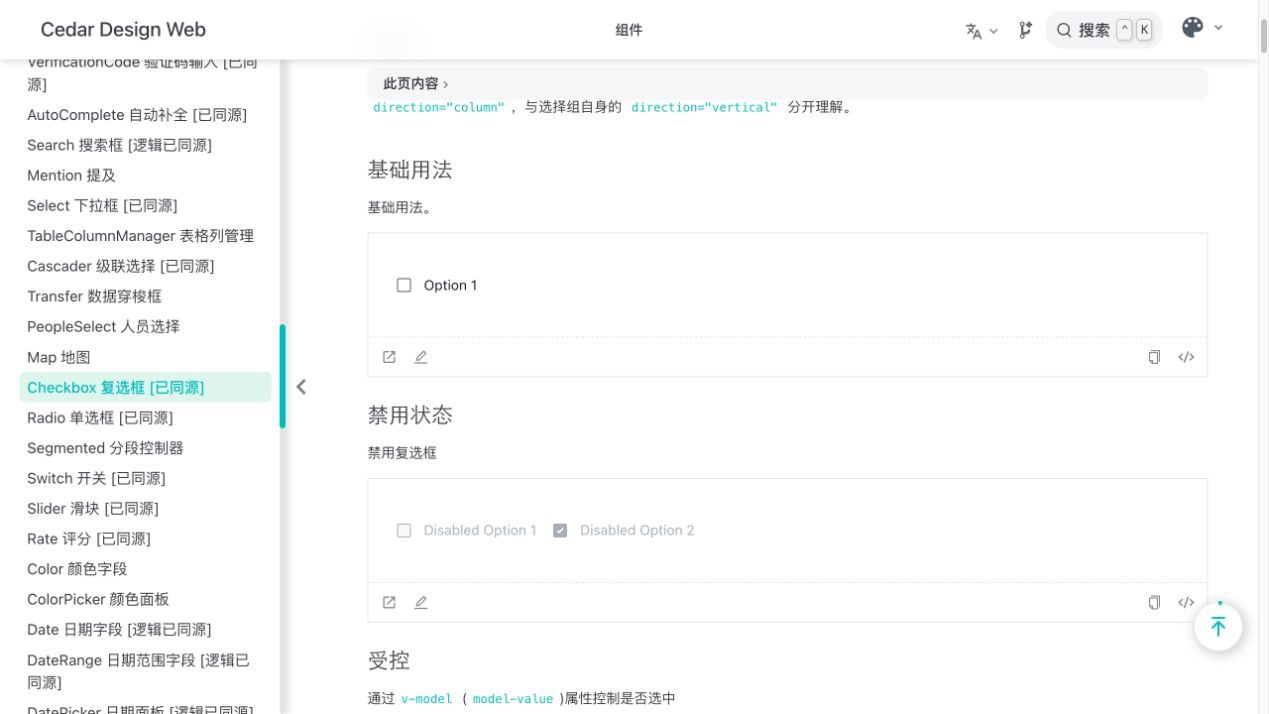 Cedar Design Web
组件
搜索 ^ K
VerificationCode 验证码输入 [已同
源]
AutoComplete 自动补全 [已同源]
Search 搜索框 [逻辑已同源]
Mention 提及
Select 下拉框 [已同源]
TableColumnManager 表格列管理
Cascader 级联选择 [已同源]
Transfer 数据穿梭框
PeopleSelect 人员选择
Map 地图
Checkbox 复选框 [已同源]
Radio 单选框 [已同源]
Segmented 分段控制器
Switch 开关 [已同源]
Slider 滑块 [已同源]
Rate 评分 [已同源]
Color 颜色字段
ColorPicker 颜色面板
Date 日期字段 [逻辑已同源]
DateRange 日期范围字段 [逻辑已
同源]
DatePicker 日期面板 [逻辑已同源]
此页内容 ›
direction="column" ，与选择组自身的 direction="vertical" 分开理解。
基础用法
基础用法。
Option 1
禁用状态
禁用复选框
Disabled Option 1 Disabled Option 2
受控
通过 v-model ( model-value )属性控制是否选中